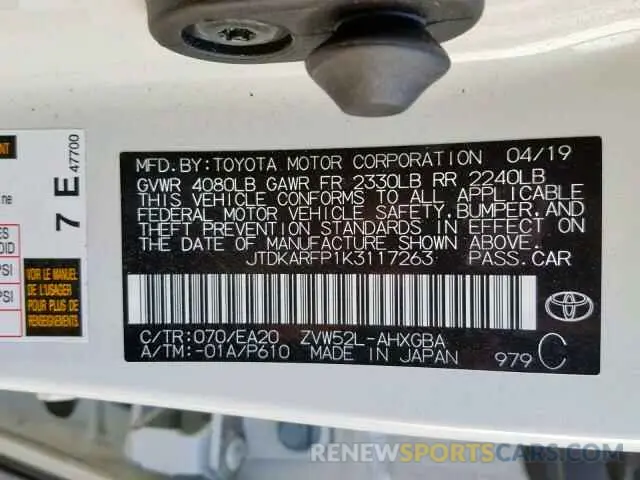 MFD. BY: TOYOTA MOTOR CORPORATION 04/19
GVWR 4080LB GAWR FR 2330LB RR 2240LB
THIS VEHICLE CONFORMS TO ALL APPLICABLE
FEDERAL MOTOR VEHICLE SAFETY, BUMPER, AND
THEFT PREVENTION STANDARDS IN EFFECT ON
THE DATE OF MANUFACTURE SHOWN ABOVE.
JTDKARFP1K3117263 PASS. CAR
C/TR: 070/EA20 ZVW52L-AHXGBA
A/TM: -01A/P610 MADE IN JAPAN 979 C
7 E 47700
VOIR LE MANUEL
DE L'USAGER
POUR PLUS DE
RENSEIGNEMENTS
PSI
PSI
RENEWSPORTSCARS.COM